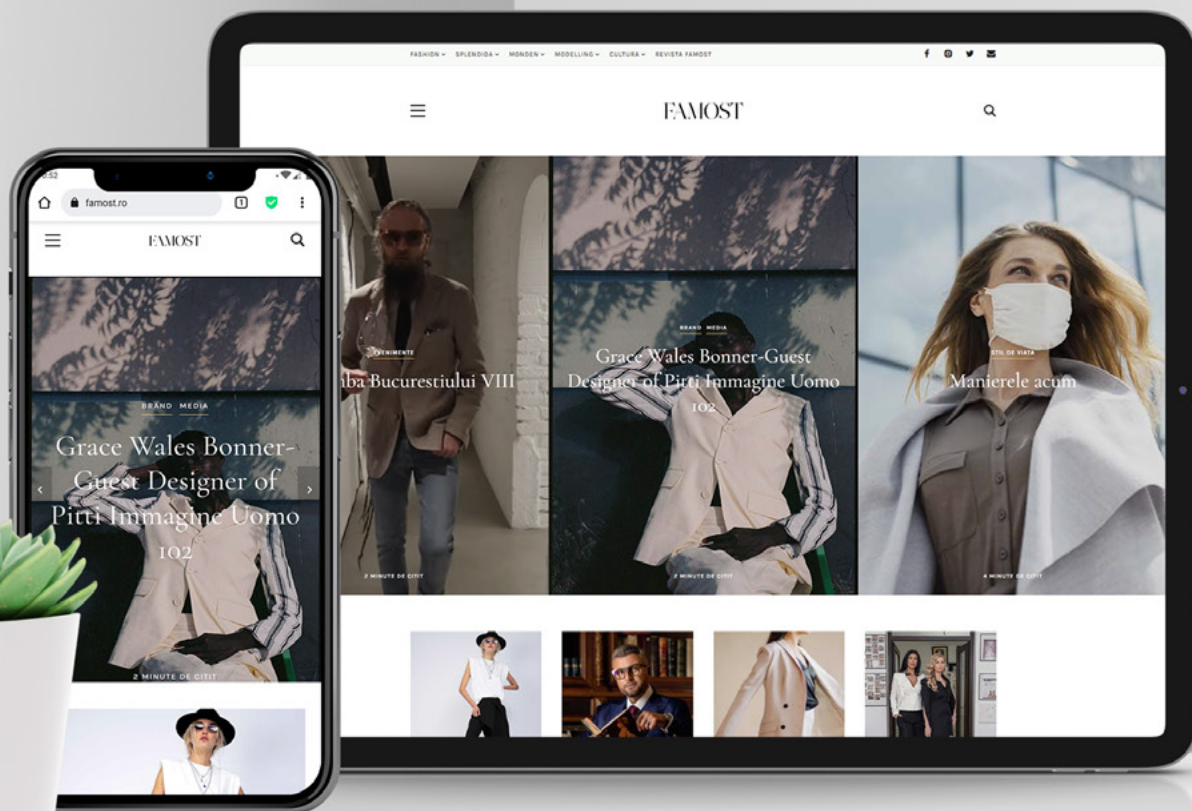 FASHION SPLENDIDA MONDEN MODELLING CULTURA REVISTA FAMOST
FAMOST
EVENIMENTE
ba Bucurestiului VIII
2 MINUTE DE CITIT
BRAND MEDIA
Grace Wales Bonner-Guest
Designer of Pitti Immagine Uomo
102
2 MINUTE DE CITIT
STIL DE VIATA
Manierele acum
4 MINUTE DE CITIT
:52
1
famost.ro
FAMOST
BRAND MEDIA
Grace Wales Bonner-
Guest Designer of
Pitti Immagine Uomo
102
2 MINUTE DE CITIT